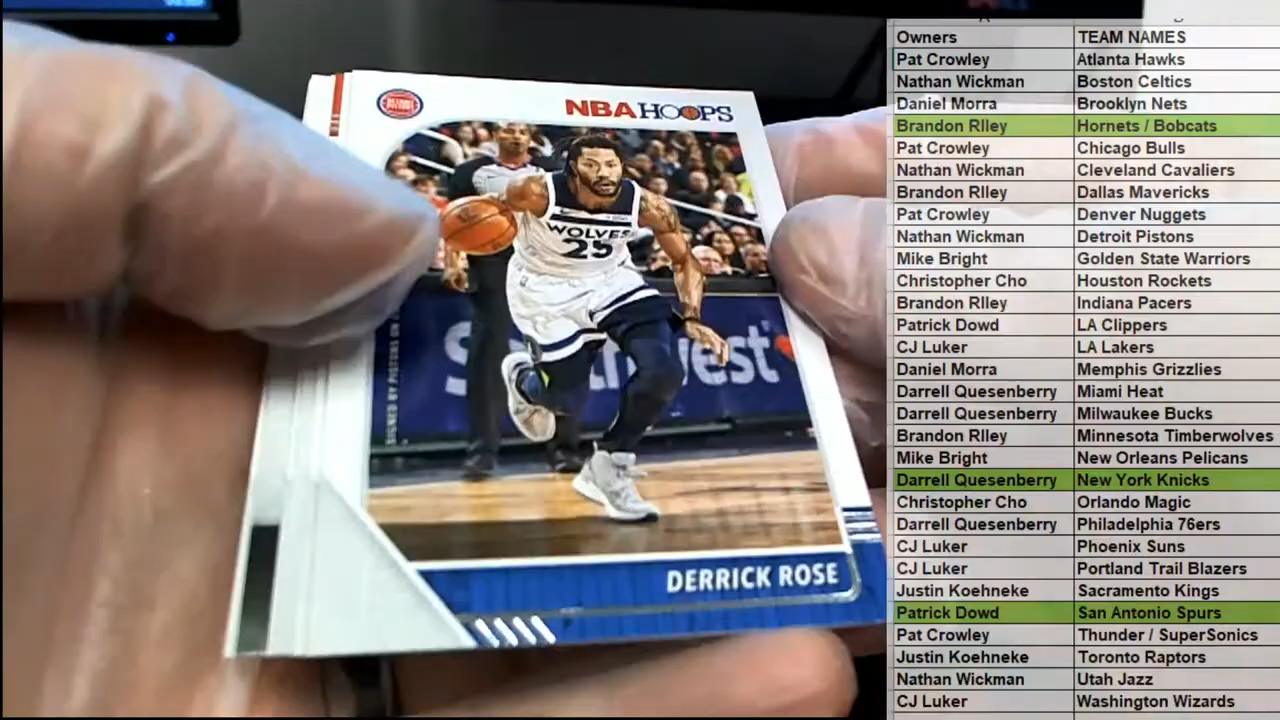 NBA HOOPS
WOLVES
25
Southwest
SIGNED BY PISTONS ON
DERRICK ROSE
Owners TEAM NAMES
Pat Crowley Atlanta Hawks
Nathan Wickman Boston Celtics
Daniel Morra Brooklyn Nets
Brandon RIley Hornets / Bobcats
Pat Crowley Chicago Bulls
Nathan Wickman Cleveland Cavaliers
Brandon RIley Dallas Mavericks
Pat Crowley Denver Nuggets
Nathan Wickman Detroit Pistons
Mike Bright Golden State Warriors
Christopher Cho Houston Rockets
Brandon RIley Indiana Pacers
Patrick Dowd LA Clippers
CJ Luker LA Lakers
Daniel Morra Memphis Grizzlies
Darrell Quesenberry Miami Heat
Darrell Quesenberry Milwaukee Bucks
Brandon RIley Minnesota Timberwolves
Mike Bright New Orleans Pelicans
Darrell Quesenberry New York Knicks
Christopher Cho Orlando Magic
Darrell Quesenberry Philadelphia 76ers
CJ Luker Phoenix Suns
CJ Luker Portland Trail Blazers
Justin Koehneke Sacramento Kings
Patrick Dowd San Antonio Spurs
Pat Crowley Thunder / SuperSonics
Justin Koehneke Toronto Raptors
Nathan Wickman Utah Jazz
CJ Luker Washington Wizards